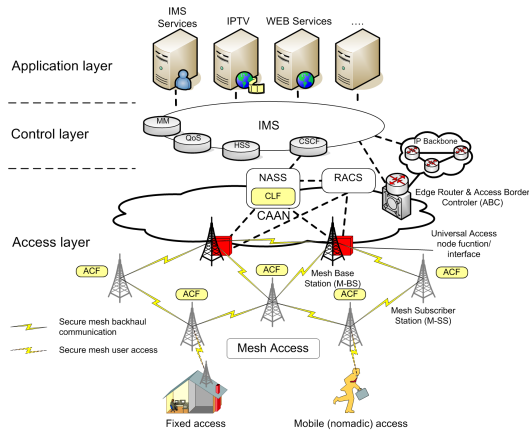 IMS
Services
IPTV
WEB Services
....
Application layer
MM
QoS
HSS
CSCF
IMS
IP Backbone
Control layer
NASS
CLF
RACS
CAAN
Edge Router & Access Border
Controler (ABC)
Access layer
Universal Access
node fucntion/
interface
ACF
ACF
ACF
Mesh Base
Station (M-BS)
ACF
ACF
Mesh Subscriber
Station (M-SS)
Secure mesh backhaul
communication
Secure mesh user access
Mesh Access
Fixed access
Mobile (nomadic) access